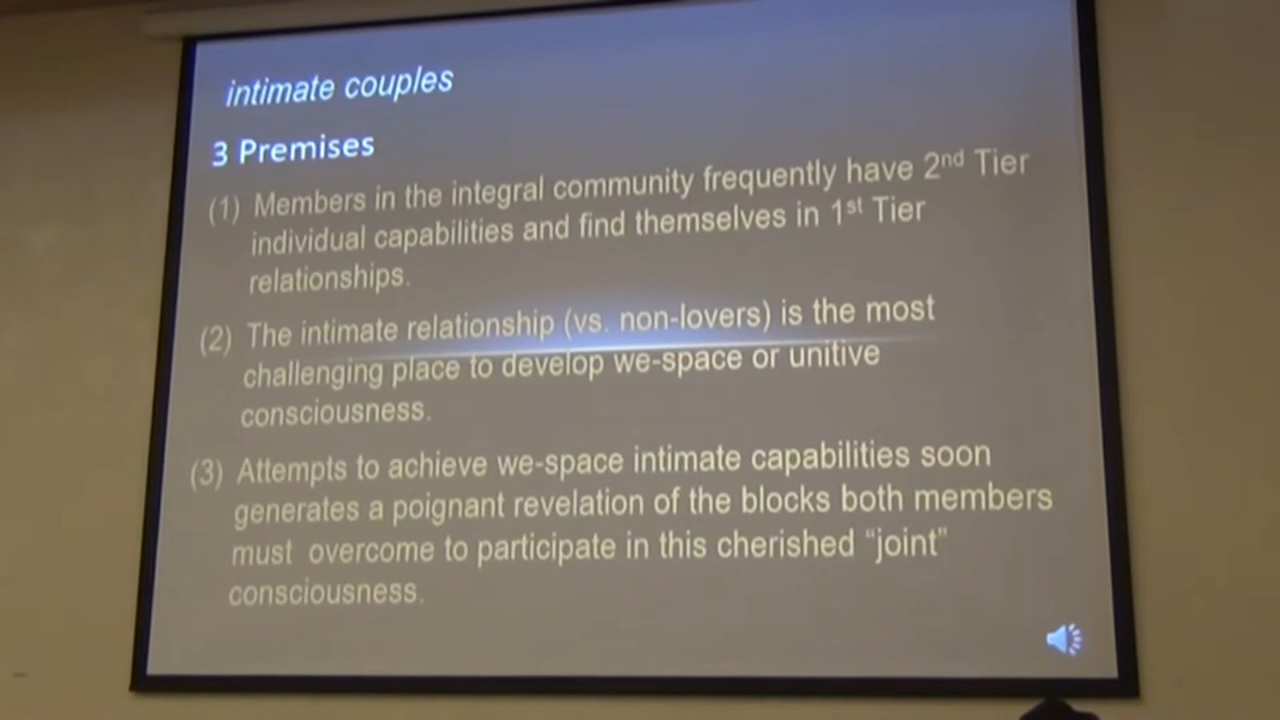 intimate couples
3 Premises
(1) Members in the integral community frequently have 2nd Tier
individual capabilities and find themselves in 1st Tier
relationships.
(2) The intimate relationship (vs. non-lovers) is the most
challenging place to develop we-space or unitive
consciousness.
(3) Attempts to achieve we-space intimate capabilities soon
generates a poignant revelation of the blocks both members
must overcome to participate in this cherished “joint”
consciousness.